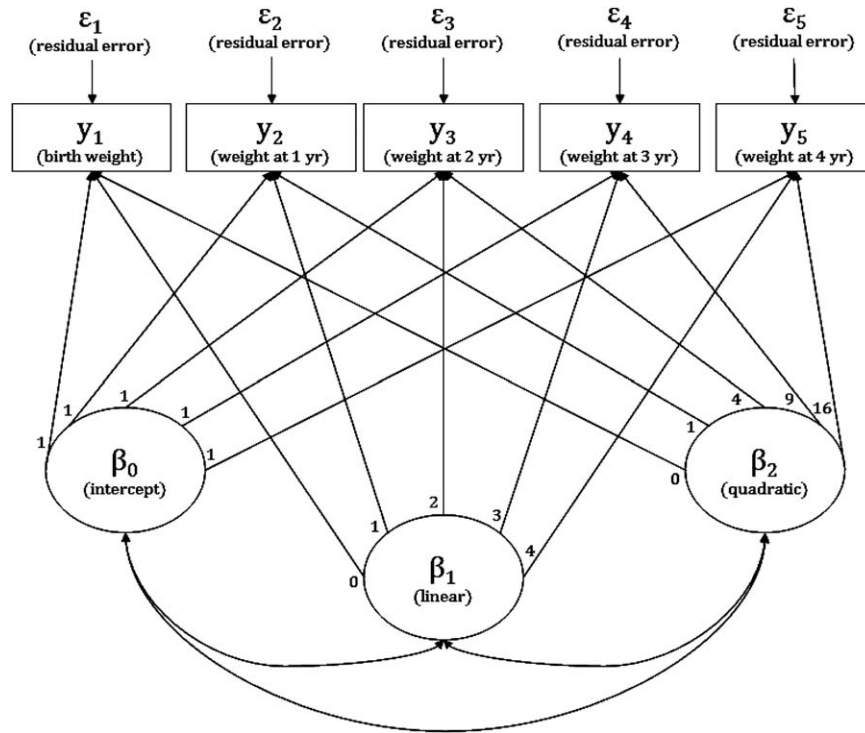 ε₁ ε₂ ε₃ ε₄ ε₅
(residual error) (residual error) (residual error) (residual error) (residual error)
y₁ y₂ y₃ y₄ y₅
(birth weight) (weight at 1 yr) (weight at 2 yr) (weight at 3 yr) (weight at 4 yr)
1 1 1 1 1
β₀
(intercept)
0 1 2 3 4
β₁
(linear)
0 1 4 9 16
β₂
(quadratic)